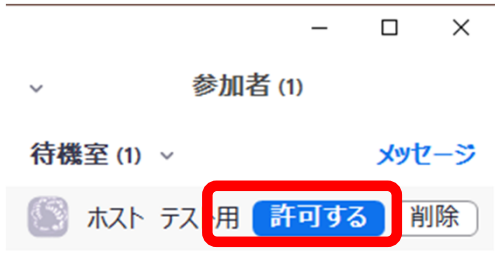 参加者 (1)
待機室 (1) メッセージ
ホスト テスト用 許可する 削除